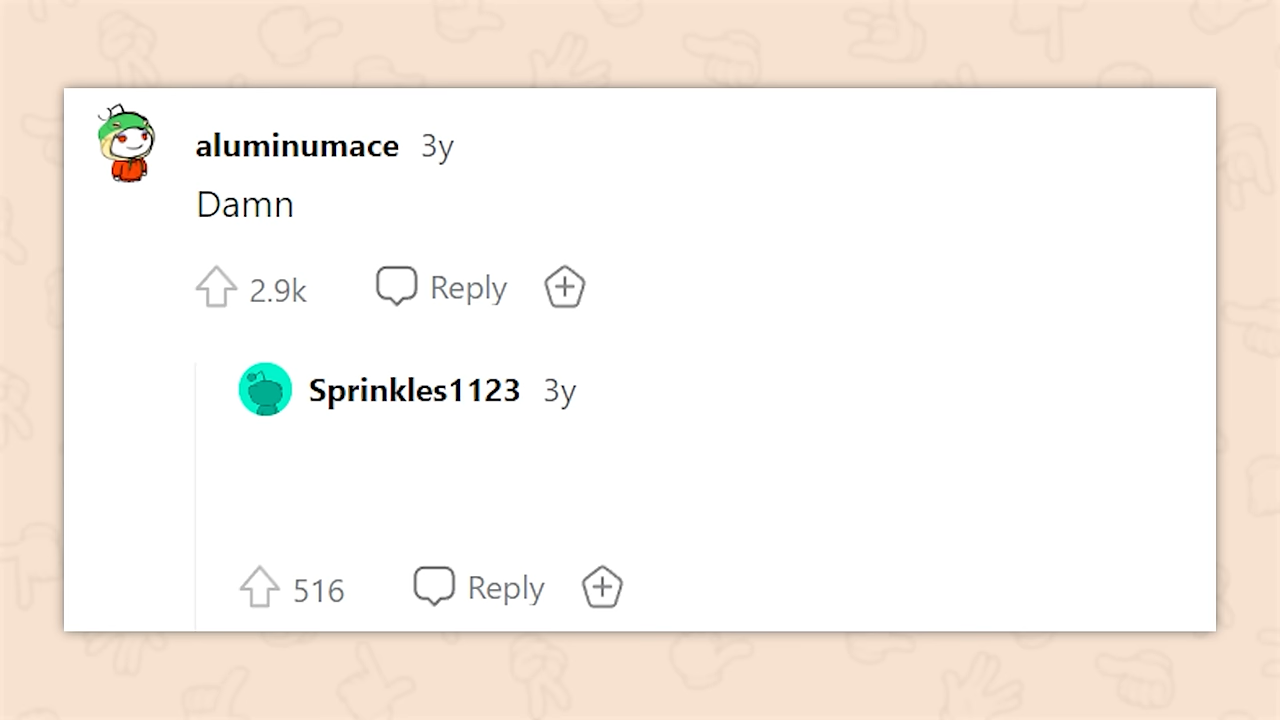 aluminumace 3y
Damn
2.9k Reply
Sprinkles1123 3y
516 Reply